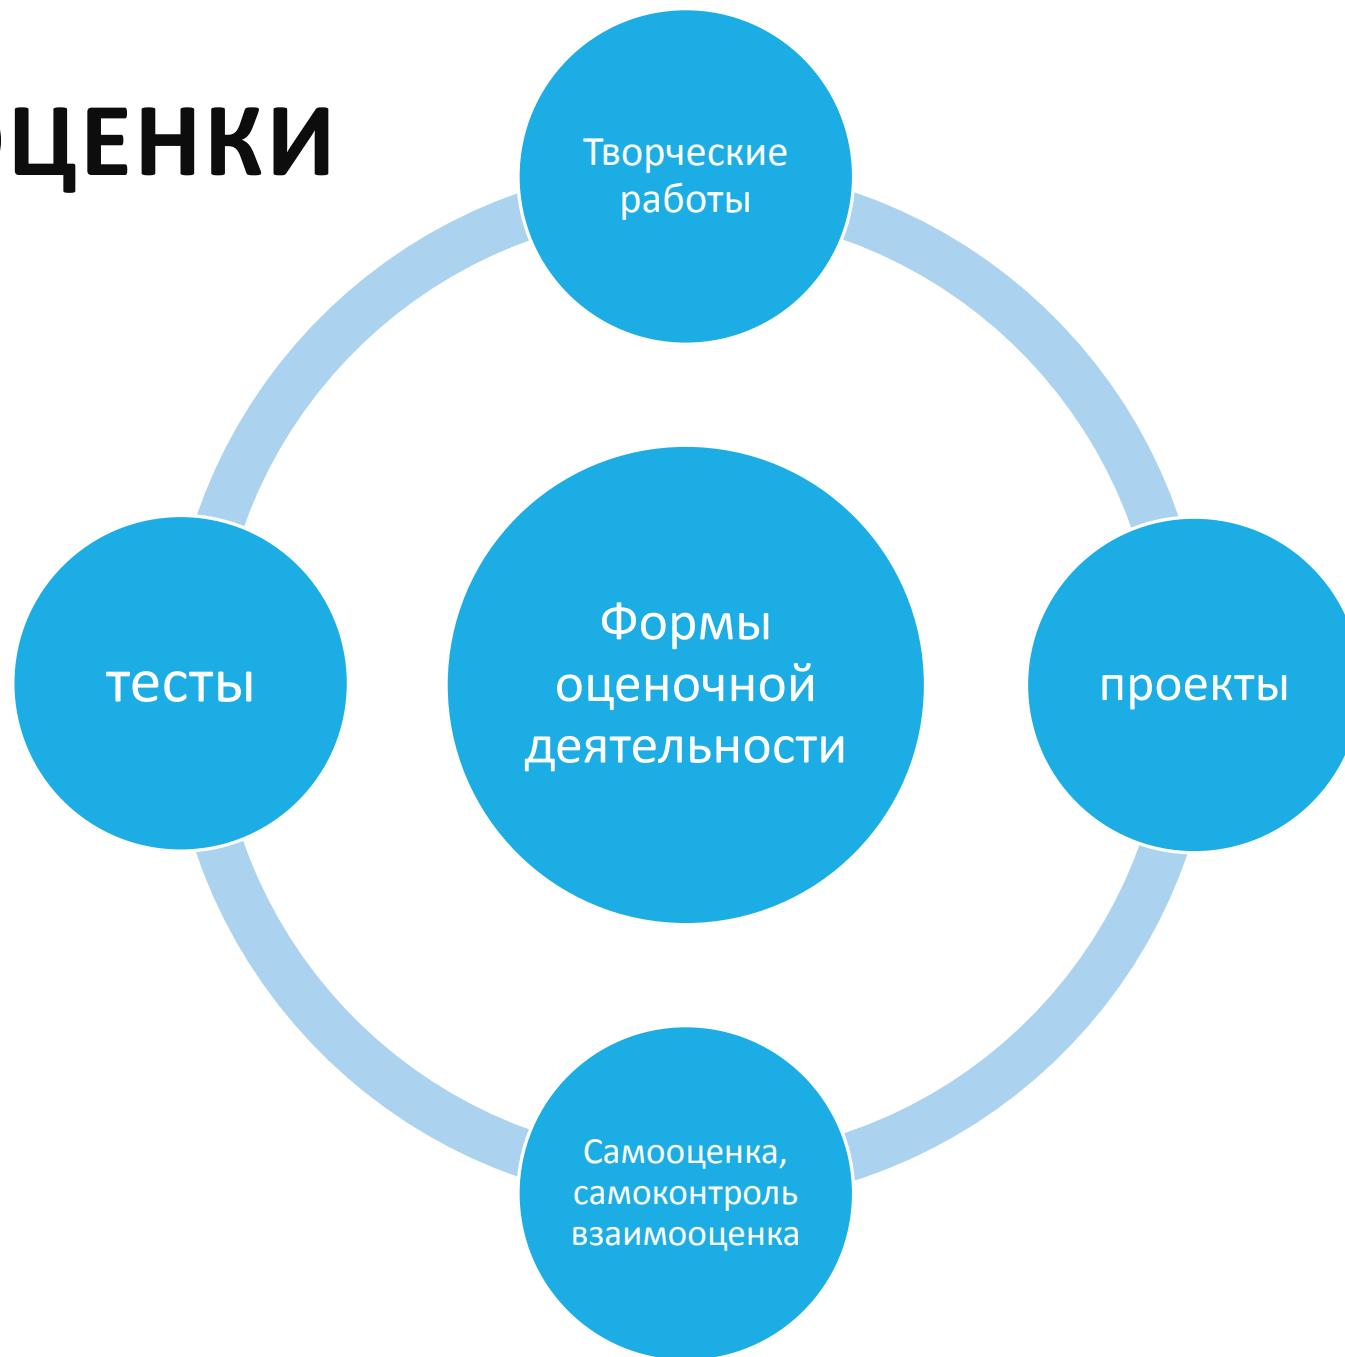 ОЦЕНКИ
Творческие
работы
тесты
Формы
оценочной
деятельности
проекты
Самооценка,
самоконтроль
взаимооценка